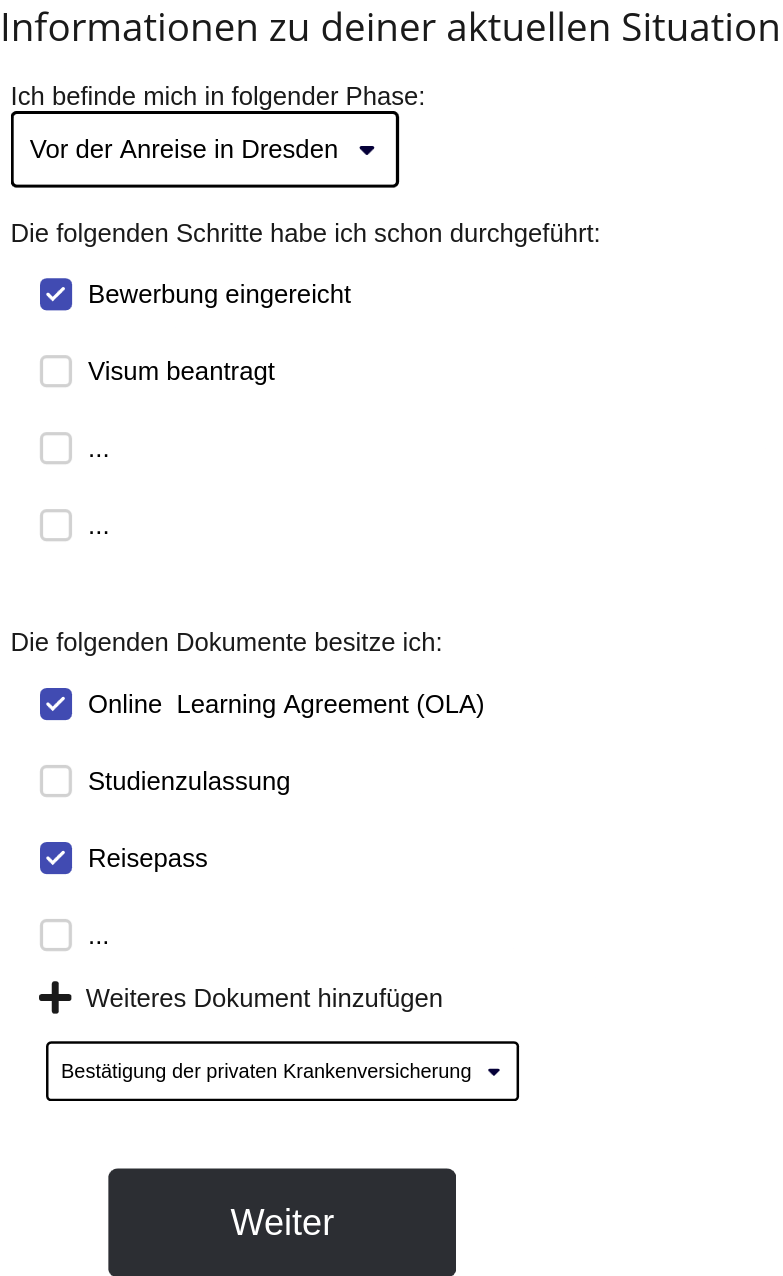 Informationen zu deiner aktuellen Situation
Ich befinde mich in folgender Phase:
Vor der Anreise in Dresden
Die folgenden Schritte habe ich schon durchgeführt:
Bewerbung eingereicht
Visum beantragt
...
...
Die folgenden Dokumente besitze ich:
Online  Learning Agreement (OLA)
Studienzulassung
Reisepass
...
Weiteres Dokument hinzufügen
Bestätigung der privaten Krankenversicherung
Weiter